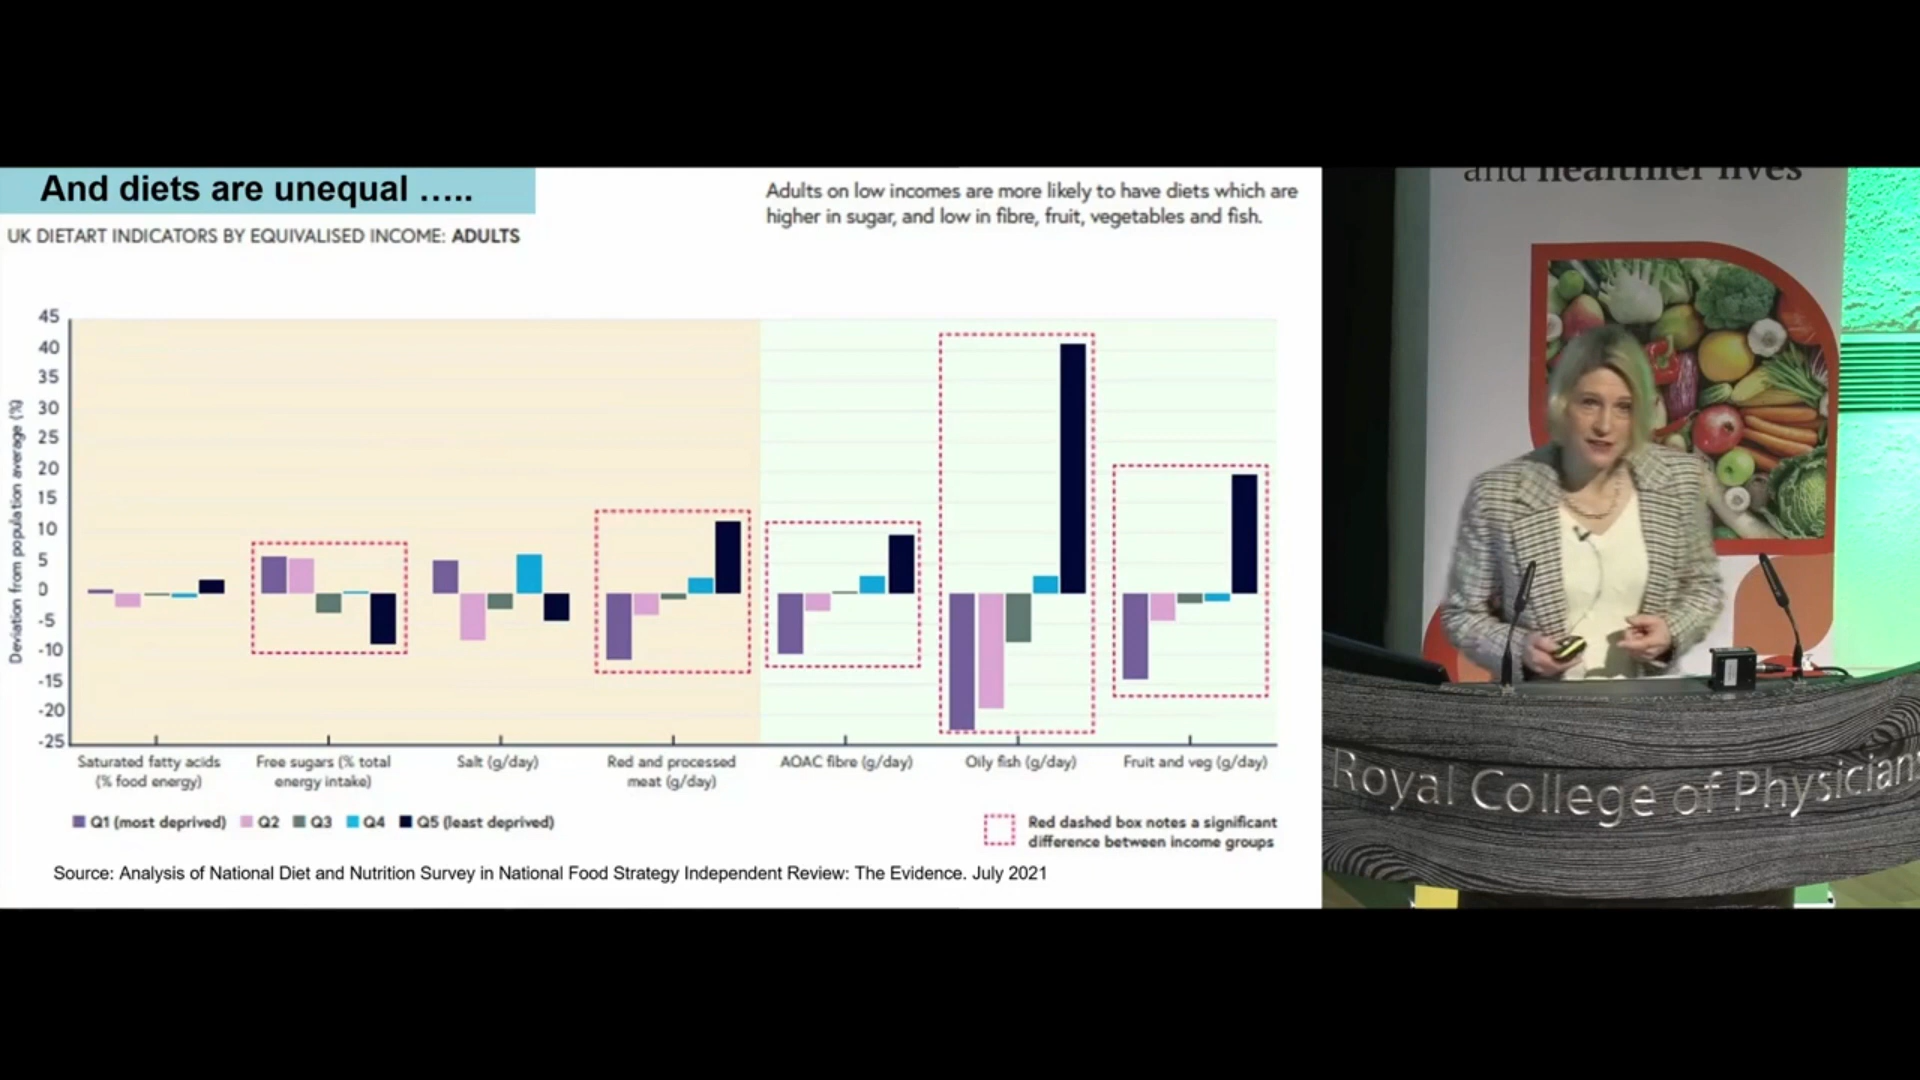 And diets are unequal .....
Adults on low incomes are more likely to have diets which are
higher in sugar, and low in fibre, fruit, vegetables and fish.
UK DIETART INDICATORS BY EQUIVALISED INCOME: ADULTS
Deviation from population average (%)
45
40
35
30
25
20
15
10
5
0
-5
-10
-15
-20
-25
Saturated fatty acids
(% food energy)
Free sugars (% total
energy intake)
Salt (g/day)
Red and processed
meat (g/day)
AOAC fibre (g/day)
Oily fish (g/day)
Fruit and veg (g/day)
Q1 (most deprived) Q2 Q3 Q4 Q5 (least deprived)
Red dashed box notes a significant
difference between income groups
Source: Analysis of National Diet and Nutrition Survey in National Food Strategy Independent Review: The Evidence. July 2021
and healthier lives
Royal College of Physicians